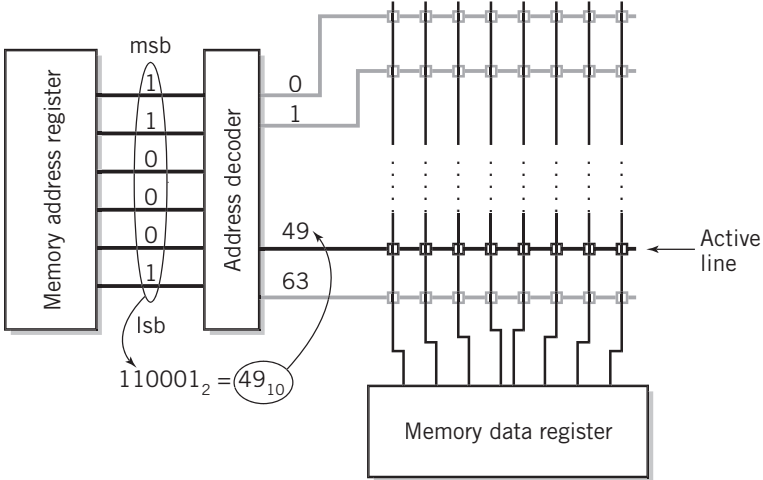 msb
Memory address register
1
1
0
0
0
1
lsb
Address decoder
0
1
49
63
Active
line
110001₂ = 49₁₀
Memory data register